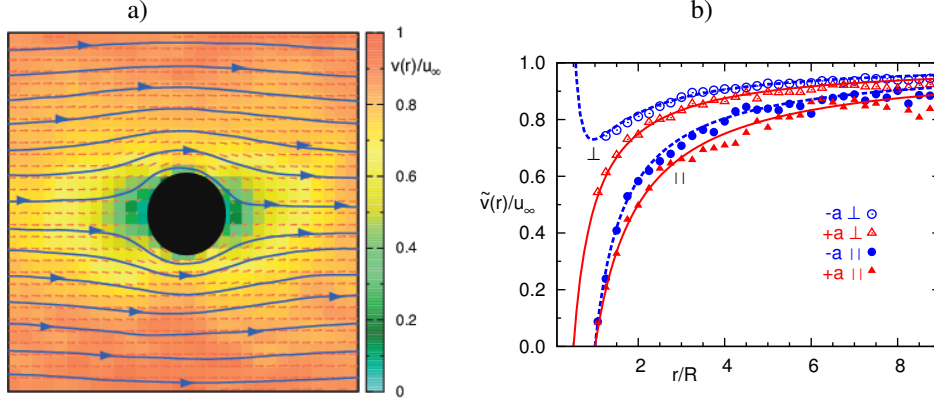 a)
1
v(r)/u∞
0.8
0.6
0.4
0.2
0
b)
1.0
0.8
0.6
0.4
0.2
0.0
ṽ(r)/u∞
⊥
||
-a ⊥
+a ⊥
-a ||
+a ||
2 4 6 8
r/R